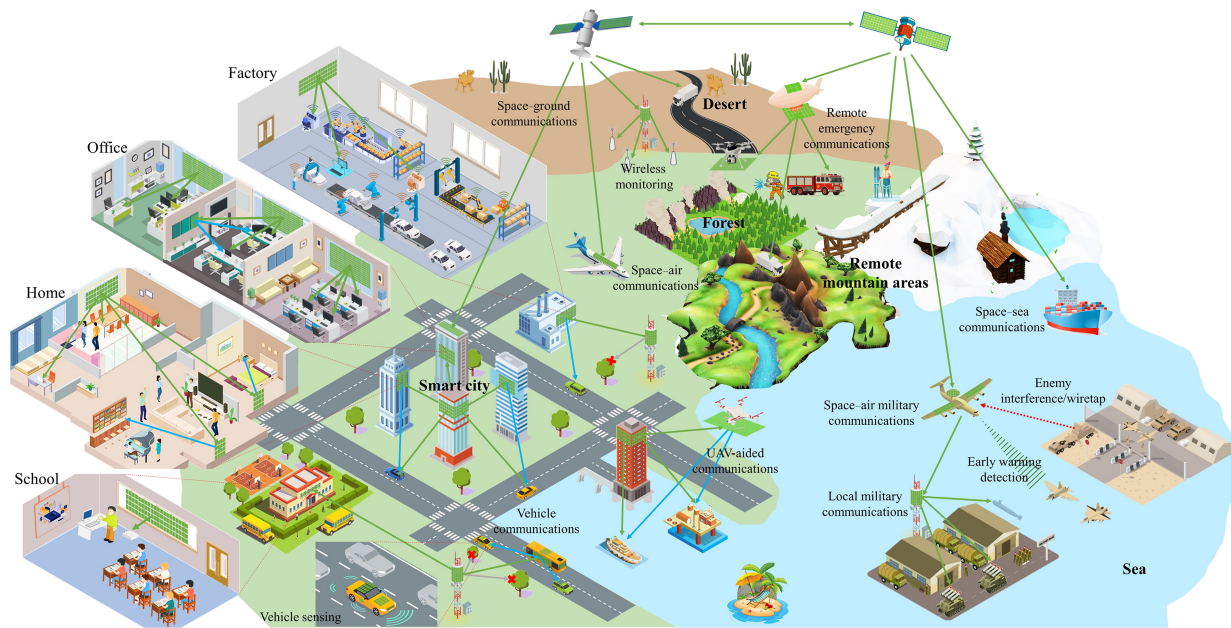 Factory
Space–ground
communications
Desert
Remote
emergency
communications
Office
Wireless
monitoring
Forest
Space–air
communications
Remote
mountain areas
Home
Space–sea
communications
Smart city
Space–air military
communications
Enemy
interference/wiretap
UAV-aided
communications
Early warning
detection
School
Local military
communications
Vehicle
communications
Sea
Vehicle sensing